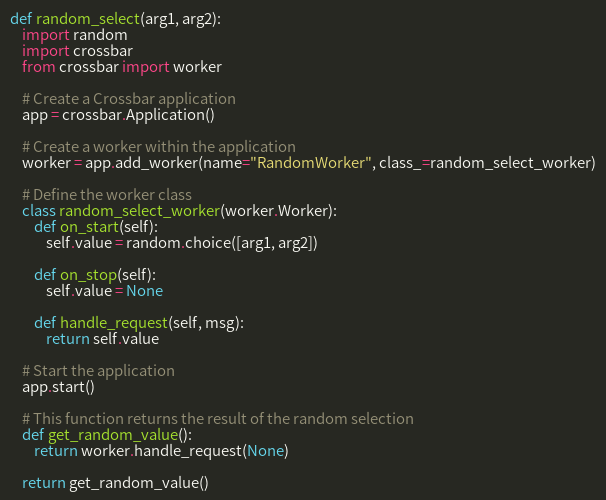 def random_select(arg1, arg2):
    import random
    import crossbar
    from crossbar import worker

    # Create a Crossbar application
    app = crossbar.Application()

    # Create a worker within the application
    worker = app.add_worker(name="RandomWorker", class_=random_select_worker)

    # Define the worker class
    class random_select_worker(worker.Worker):
        def on_start(self):
            self.value = random.choice([arg1, arg2])

        def on_stop(self):
            self.value = None

        def handle_request(self, msg):
            return self.value

    # Start the application
    app.start()

    # This function returns the result of the random selection
    def get_random_value():
        return worker.handle_request(None)

    return get_random_value()